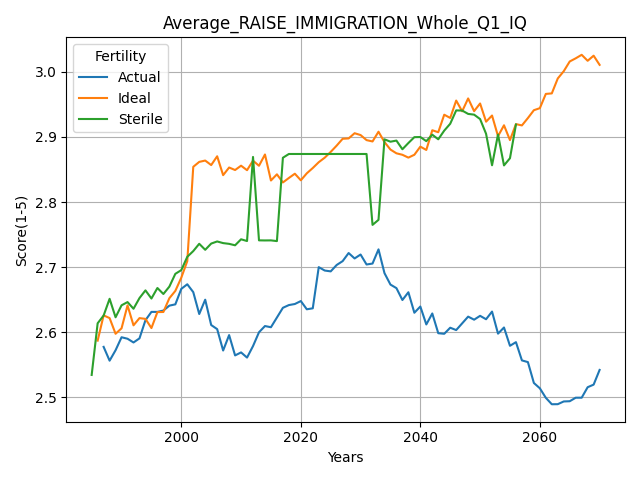 Average_RAISE_IMMIGRATION_Whole_Q1_IQ
Fertility
Actual
Ideal
Sterile
Score(1-5)
3.0
2.9
2.8
2.7
2.6
2.5
2000
2020
2040
2060
Years